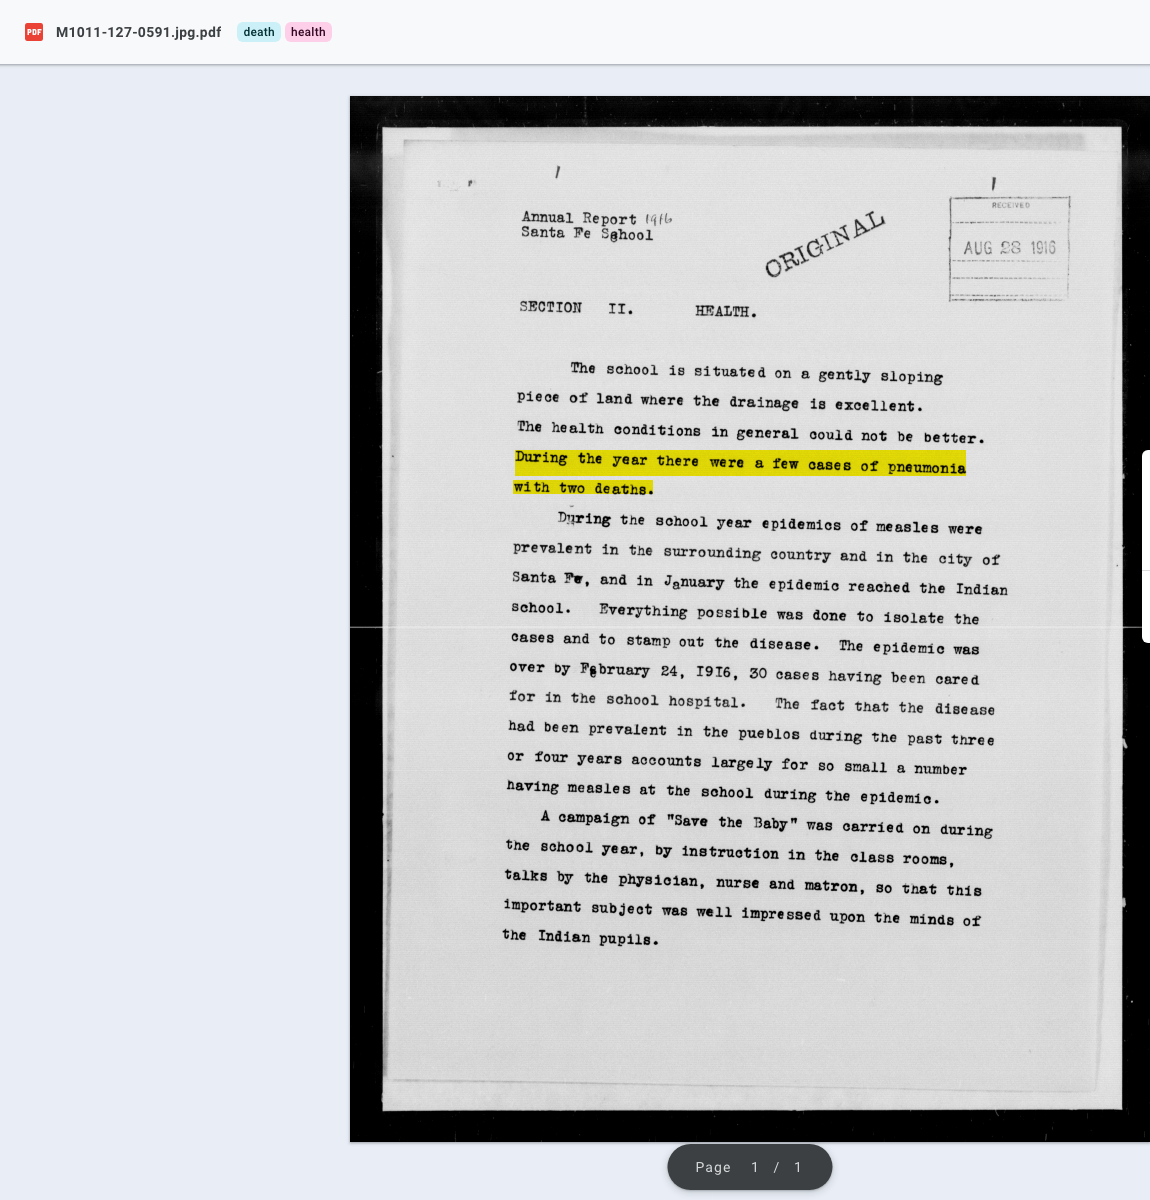 PDF M1011-127-0591.jpg.pdf death health
Annual Report 1916
Santa Fe School
ORIGINAL
RECEIVED
AUG 28 1916
SECTION II. HEALTH.
The school is situated on a gently sloping
piece of land where the drainage is excellent.
The health conditions in general could not be better.
During the year there were a few cases of pneumonia
with two deaths.
During the school year epidemics of measles were
prevalent in the surrounding country and in the city of
Santa Fe, and in January the epidemic reached the Indian
school. Everything possible was done to isolate the
cases and to stamp out the disease. The epidemic was
over by February 24, I9I6, 30 cases having been cared
for in the school hospital. The fact that the disease
had been prevalent in the pueblos during the past three
or four years accounts largely for so small a number
having measles at the school during the epidemic.
A campaign of "Save the Baby" was carried on during
the school year, by instruction in the class rooms,
talks by the physician, nurse and matron, so that this
important subject was well impressed upon the minds of
the Indian pupils.
Page 1 / 1